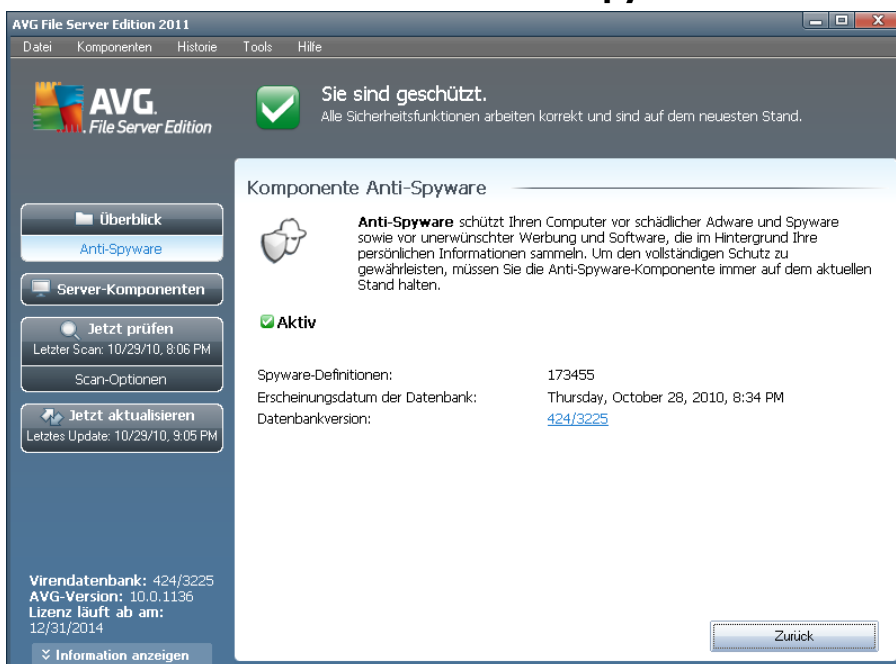 AVG File Server Edition 2011
Datei Komponenten Historie Tools Hilfe
AVG.
File Server Edition
Sie sind geschützt.
Alle Sicherheitsfunktionen arbeiten korrekt und sind auf dem neuesten Stand.
Überblick
Anti-Spyware
Server-Komponenten
Jetzt prüfen
Letzter Scan: 10/29/10, 8:06 PM
Scan-Optionen
Jetzt aktualisieren
Letztes Update: 10/29/10, 9:05 PM
Virendatenbank: 424/3225
AVG-Version: 10.0.1136
Lizenz läuft ab am:
12/31/2014
Information anzeigen
Komponente Anti-Spyware
Anti-Spyware schützt Ihren Computer vor schädlicher Adware und Spyware
sowie vor unerwünschter Werbung und Software, die im Hintergrund Ihre
persönlichen Informationen sammeln. Um den vollständigen Schutz zu
gewährleisten, müssen Sie die Anti-Spyware-Komponente immer auf dem aktuellen
Stand halten.
Aktiv
Spyware-Definitionen: 173455
Erscheinungsdatum der Datenbank: Thursday, October 28, 2010, 8:34 PM
Datenbankversion: 424/3225
Zurück